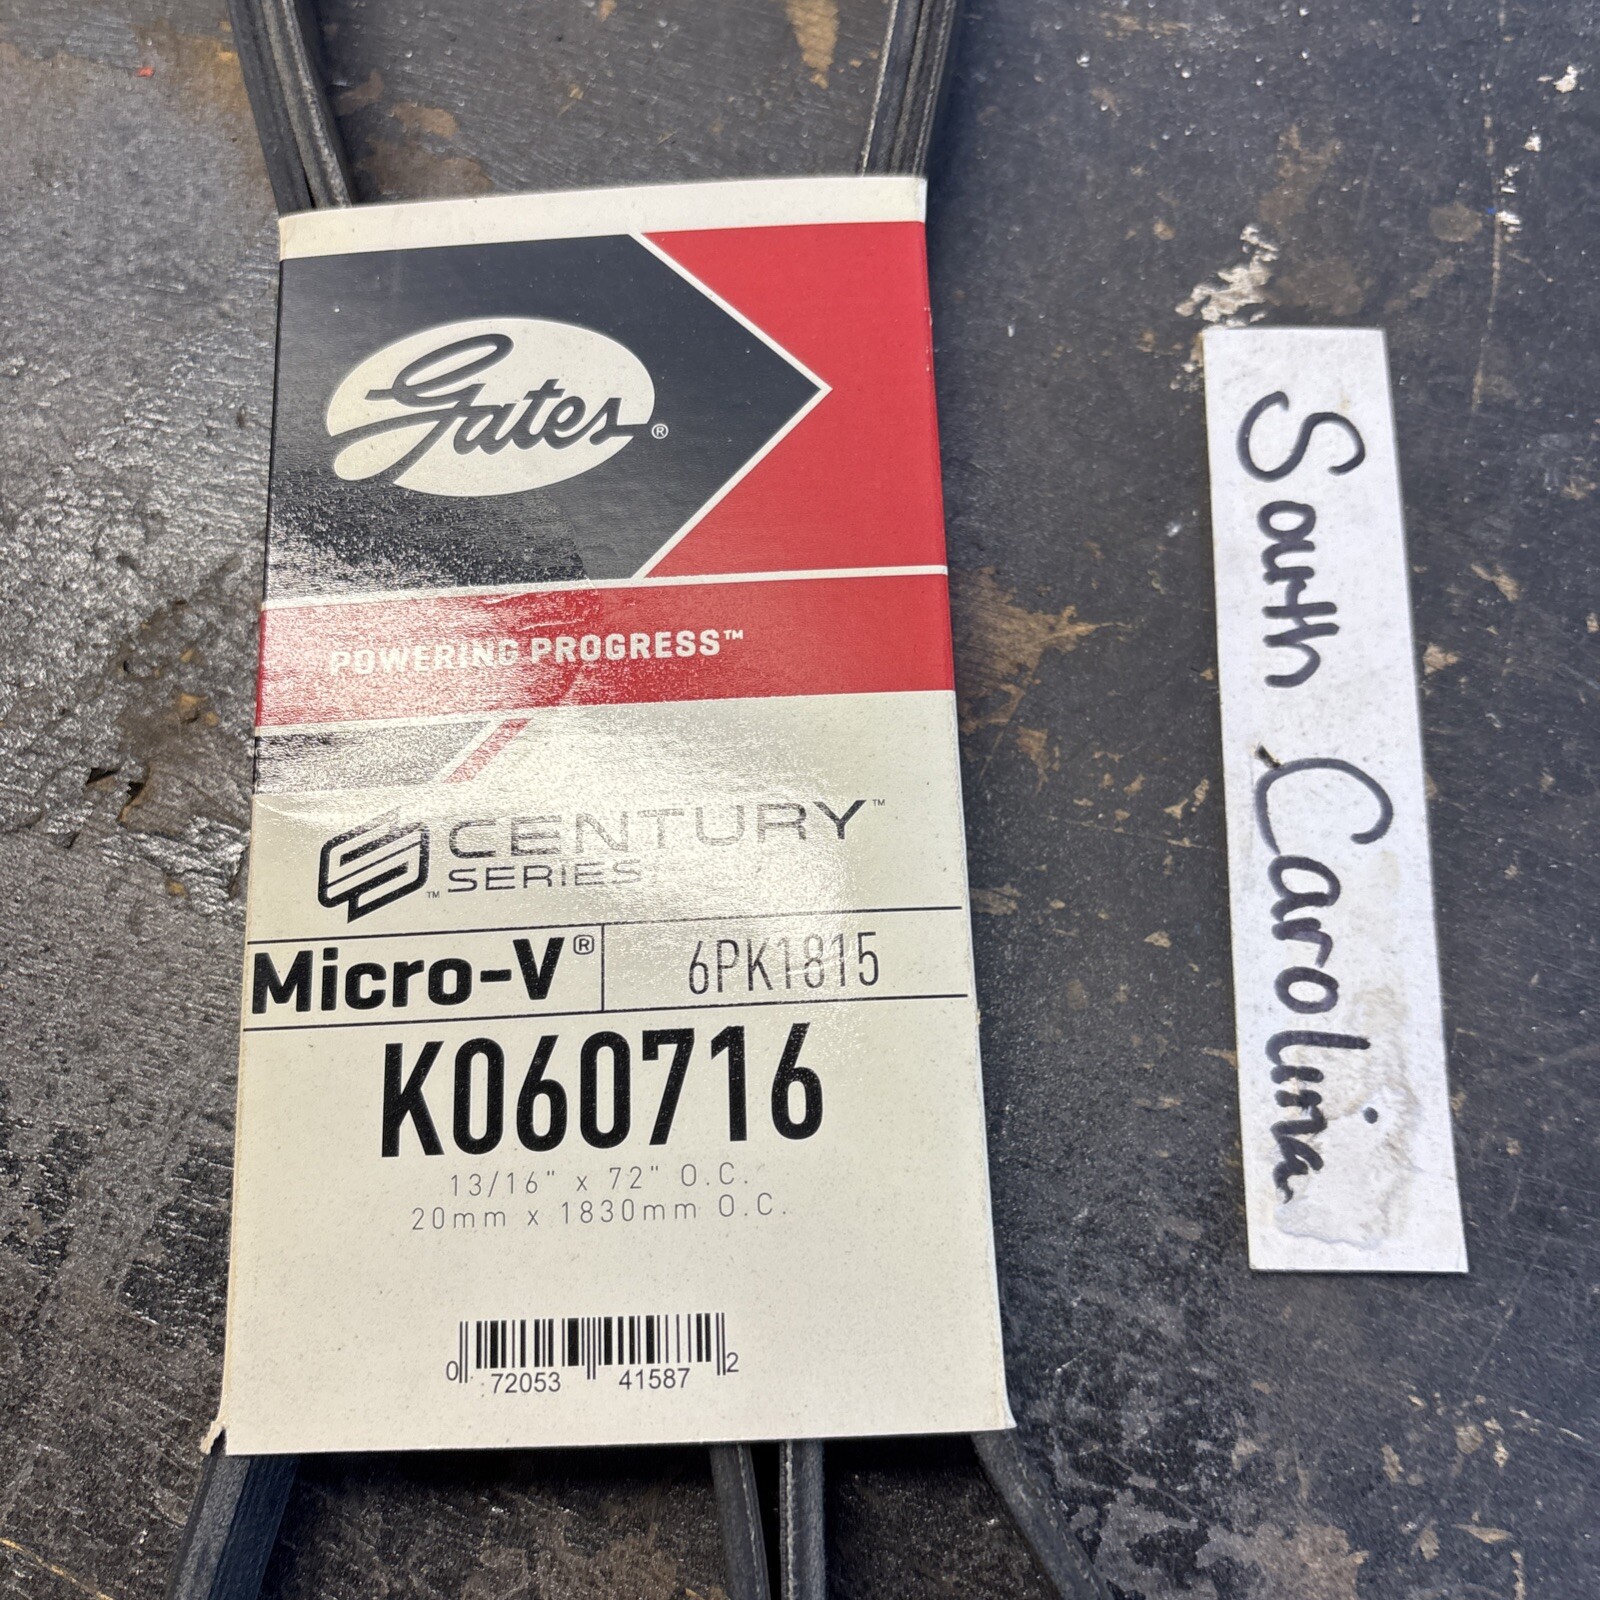 Gates®
POWERING PROGRESS™
CENTURY™
SERIES
™
Micro-V®
6PK1815
K060716
13/16" x 72" O.C.
20mm x 1830mm O.C.
0 72053 41587 2
South Carolina